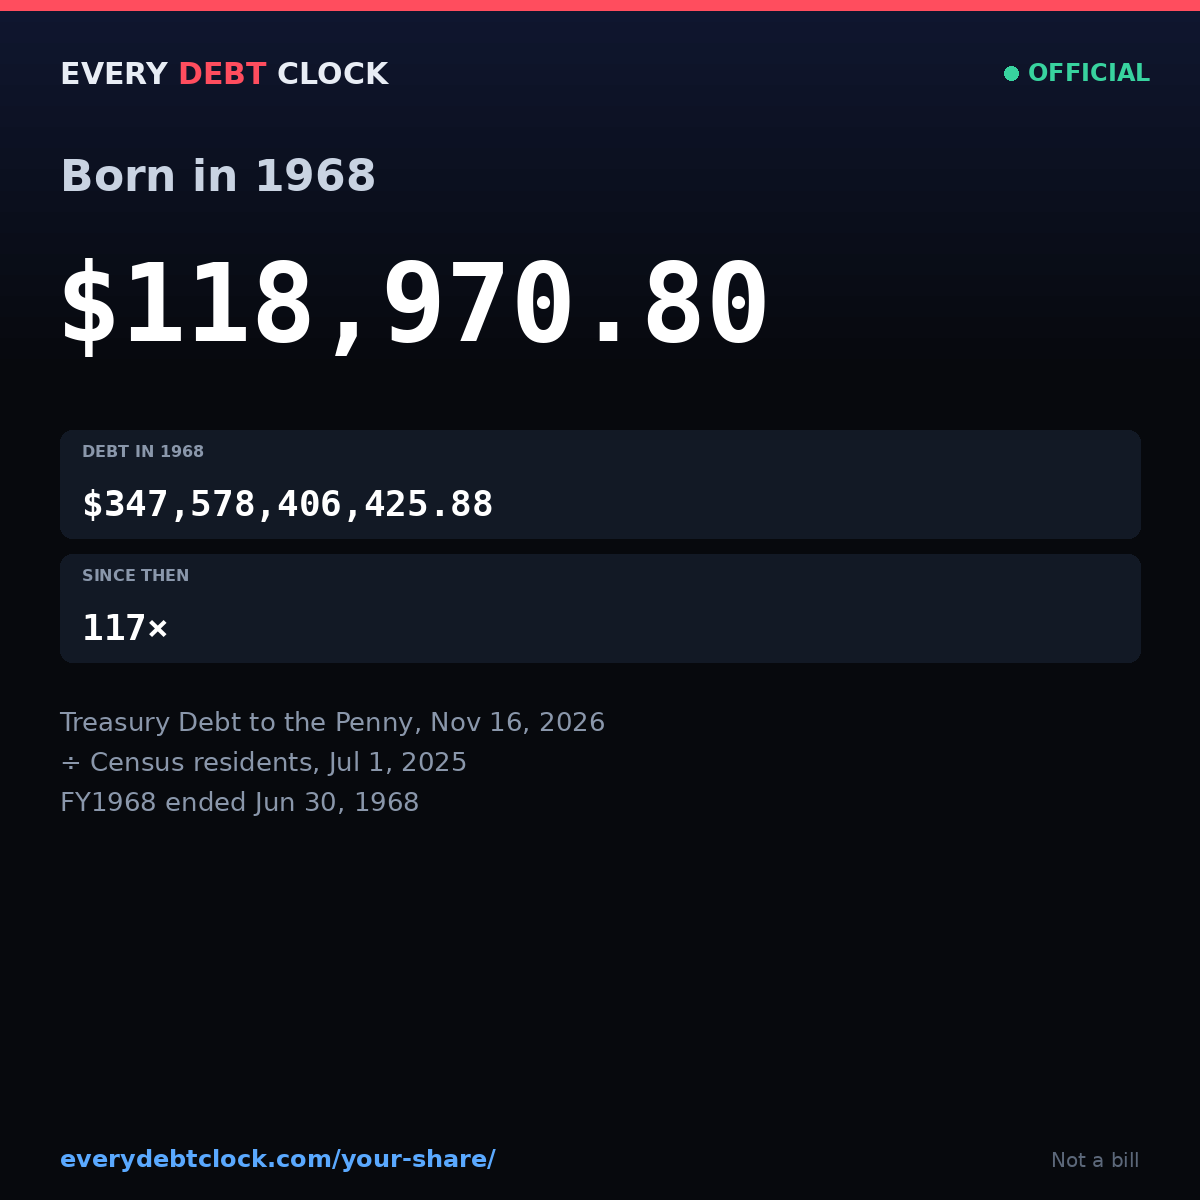 EVERY DEBT CLOCK
OFFICIAL
Born in 1968
$118,970.80
DEBT IN 1968
$347,578,406,425.88
SINCE THEN
117×
Treasury Debt to the Penny, Nov 16, 2026
÷ Census residents, Jul 1, 2025
FY1968 ended Jun 30, 1968
everydebtclock.com/your-share/
Not a bill